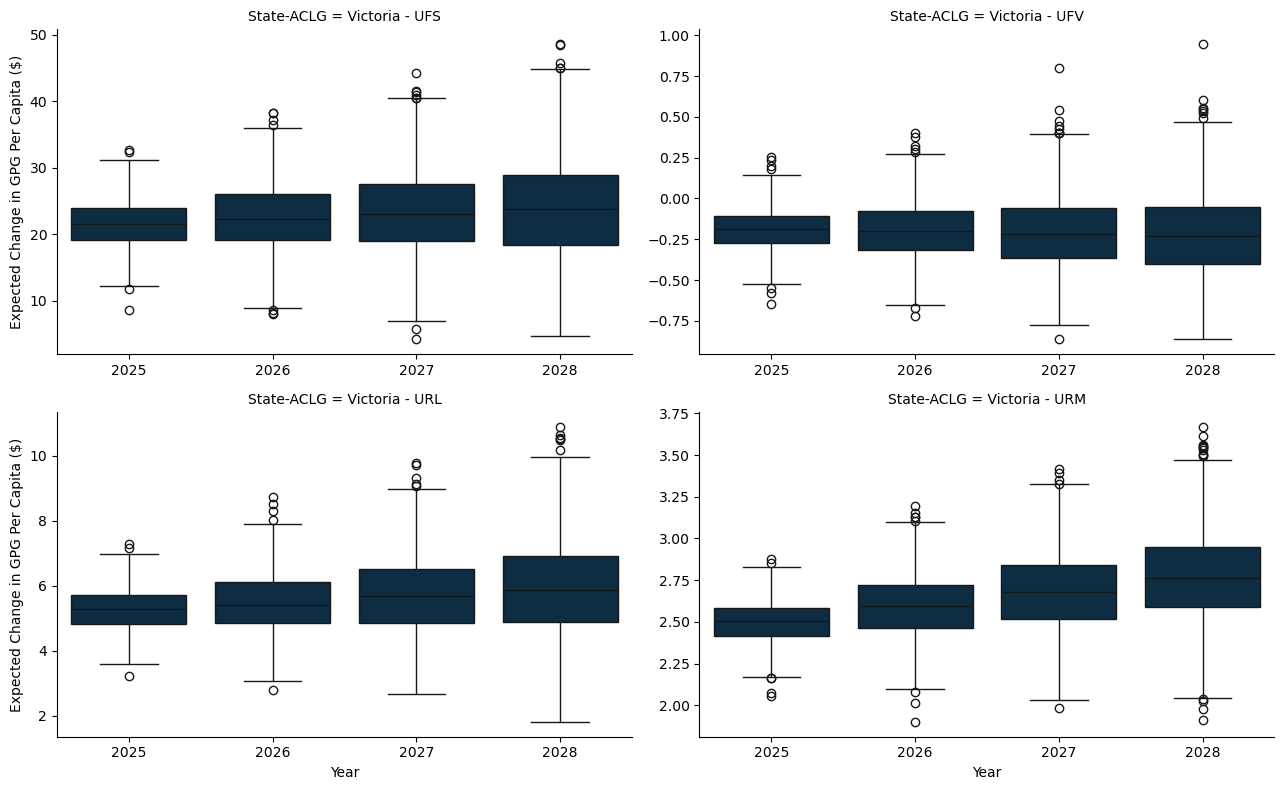 State-ACLG = Victoria - UFS
Expected Change in GPG Per Capita ($)
50
40
30
20
10
2025 2026 2027 2028
State-ACLG = Victoria - UFV
1.00
0.75
0.50
0.25
0.00
−0.25
−0.50
−0.75
2025 2026 2027 2028
State-ACLG = Victoria - URL
Expected Change in GPG Per Capita ($)
10
8
6
4
2
2025 2026 2027 2028
Year
State-ACLG = Victoria - URM
3.75
3.50
3.25
3.00
2.75
2.50
2.25
2.00
2025 2026 2027 2028
Year